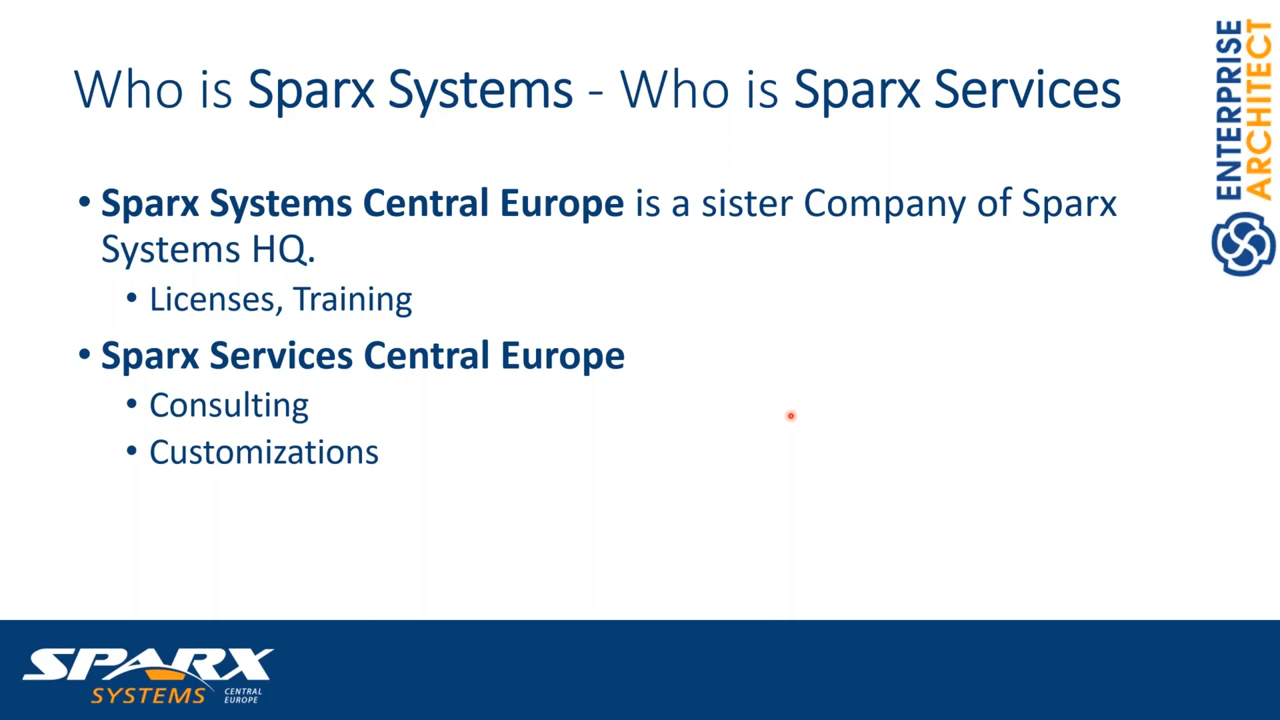 Who is Sparx Systems - Who is Sparx Services
• Sparx Systems Central Europe is a sister Company of Sparx
Systems HQ.
• Licenses, Training
• Sparx Services Central Europe
• Consulting
• Customizations
ENTERPRISE
ARCHITECT
SPARX
SYSTEMS
CENTRAL
EUROPE